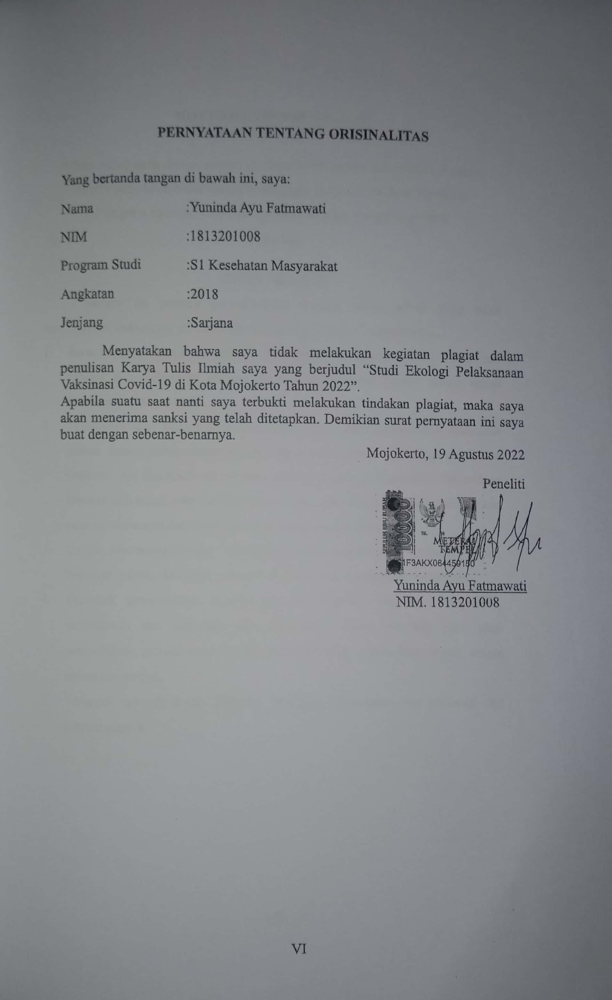 PERNYATAAN TENTANG ORISINALITAS
Yang bertanda tangan di bawah ini, saya:
Nama :Yuninda Ayu Fatmawati
NIM :1813201008
Program Studi :S1 Kesehatan Masyarakat
Angkatan :2018
Jenjang :Sarjana
Menyatakan bahwa saya tidak melakukan kegiatan plagiat dalam
penulisan Karya Tulis Ilmiah saya yang berjudul “Studi Ekologi Pelaksanaan
Vaksinasi Covid-19 di Kota Mojokerto Tahun 2022”.
Apabila suatu saat nanti saya terbukti melakukan tindakan plagiat, maka saya
akan menerima sanksi yang telah ditetapkan. Demikian surat pernyataan ini saya
buat dengan sebenar-benarnya.
Mojokerto, 19 Agustus 2022
Peneliti
SEPULUH RIBU RUPIAH
10000
METERAI
TEMPEL
Yuninda Ayu Fatmawati
NIM. 1813201008
VI